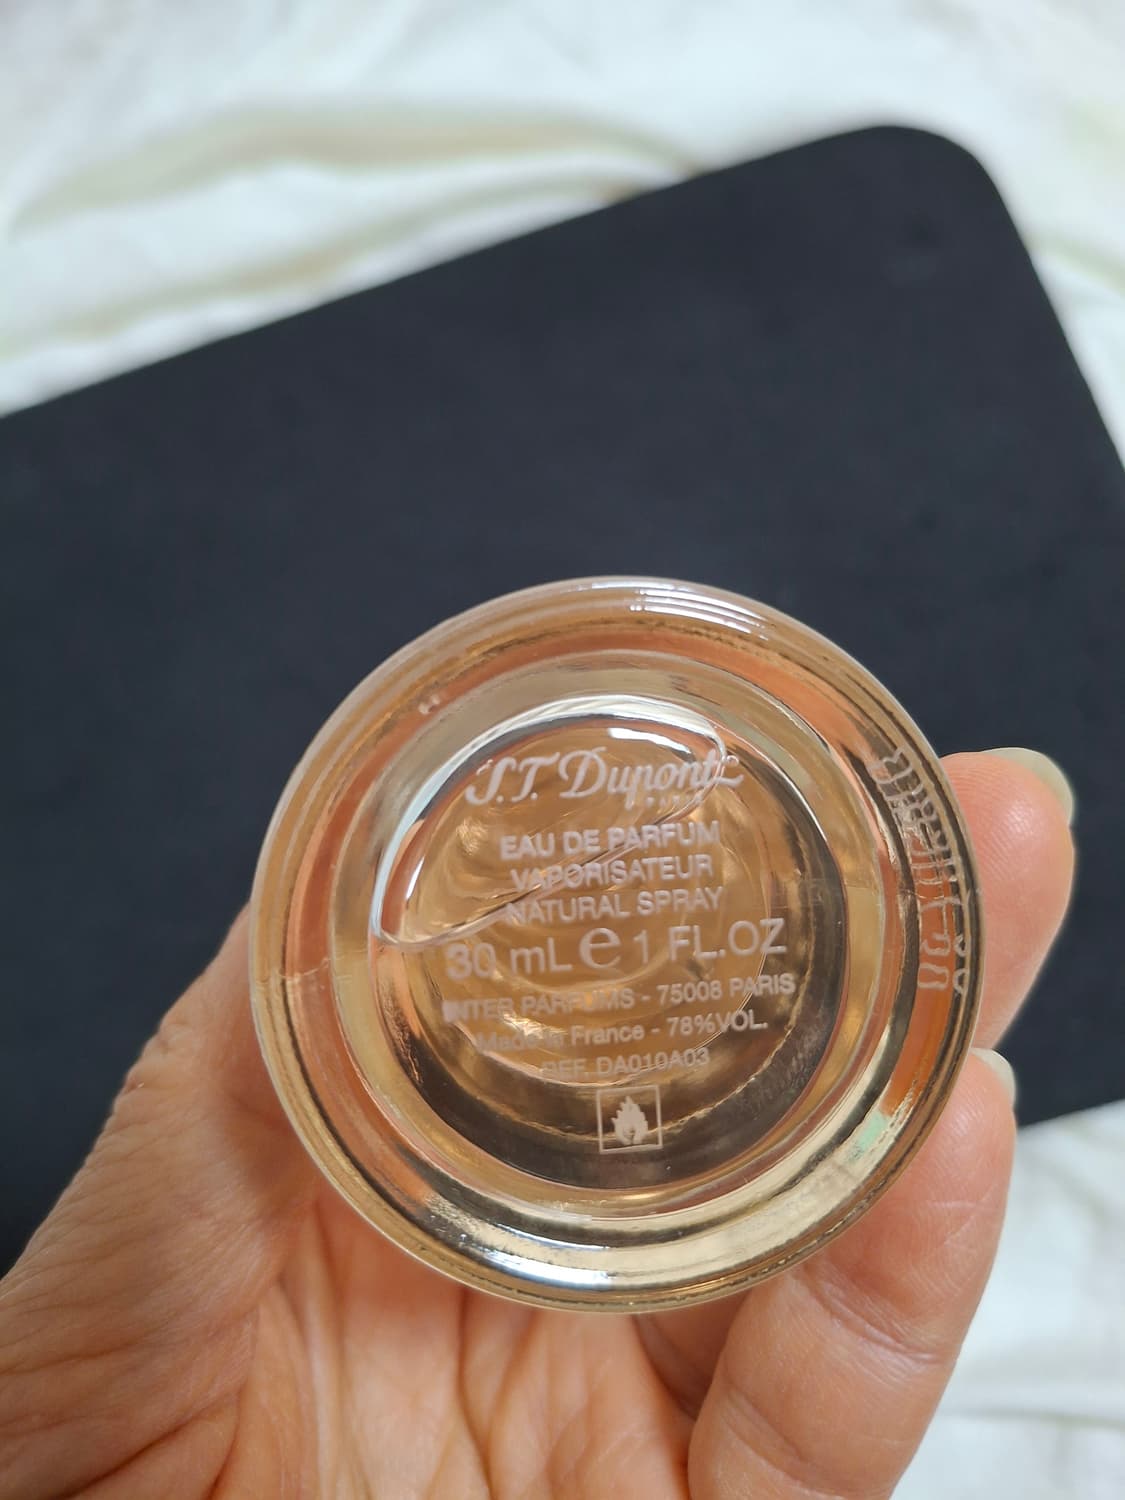 S.T. Dupont
PARIS
EAU DE PARFUM
VAPORISATEUR
NATURAL SPRAY
30 mL e 1 FL.OZ
INTER PARFUMS - 75008 PARIS
Made in France - 78%VOL.
REF. DA010A03